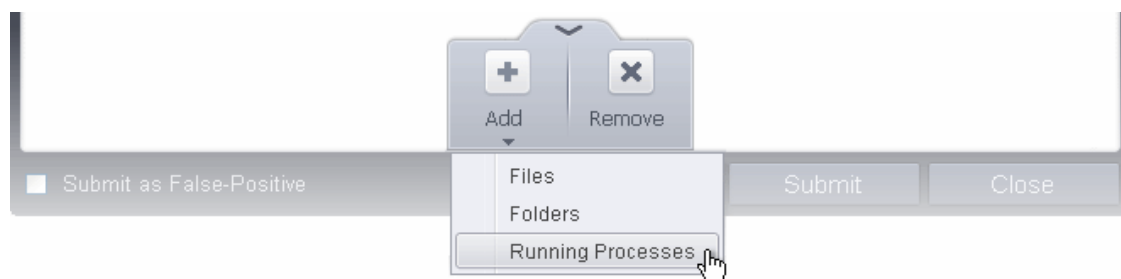 Add
Remove
Submit as False-Positive
Files
Folders
Running Processes
Submit
Close